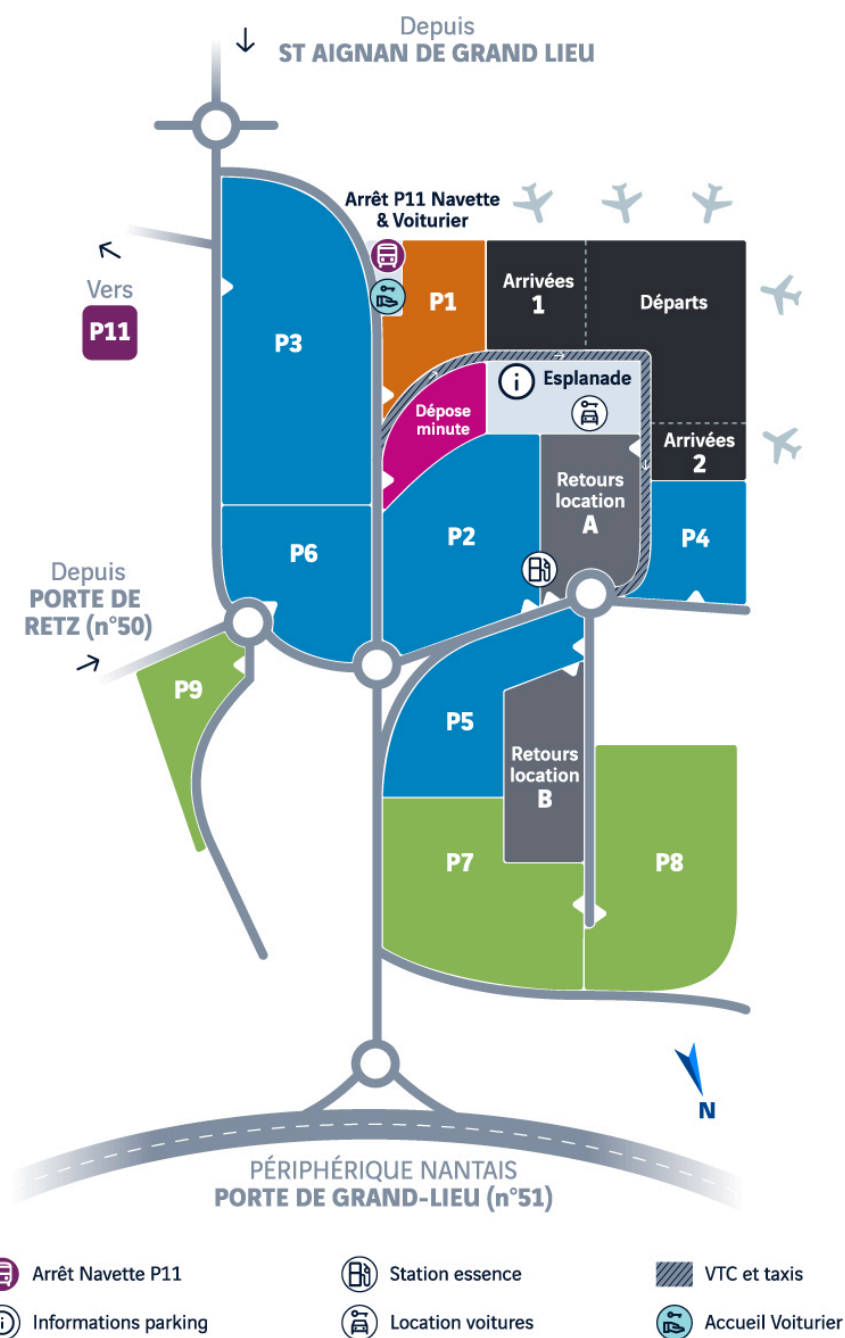 Depuis
ST AIGNAN DE GRAND LIEU
Arrêt P11 Navette
& Voiturier
Vers
P11
P3
P1
Arrivées
1
Départs
Esplanade
Dépose
minute
Arrivées
2
Retours
location
A
P2
P4
P6
Depuis
PORTE DE
RETZ (n°50)
P9
P5
Retours
location
B
P7
P8
N
PÉRIPHÉRIQUE NANTAIS
PORTE DE GRAND-LIEU (n°51)
Arrêt Navette P11
Station essence
VTC et taxis
i Informations parking
Location voitures
Accueil Voiturier